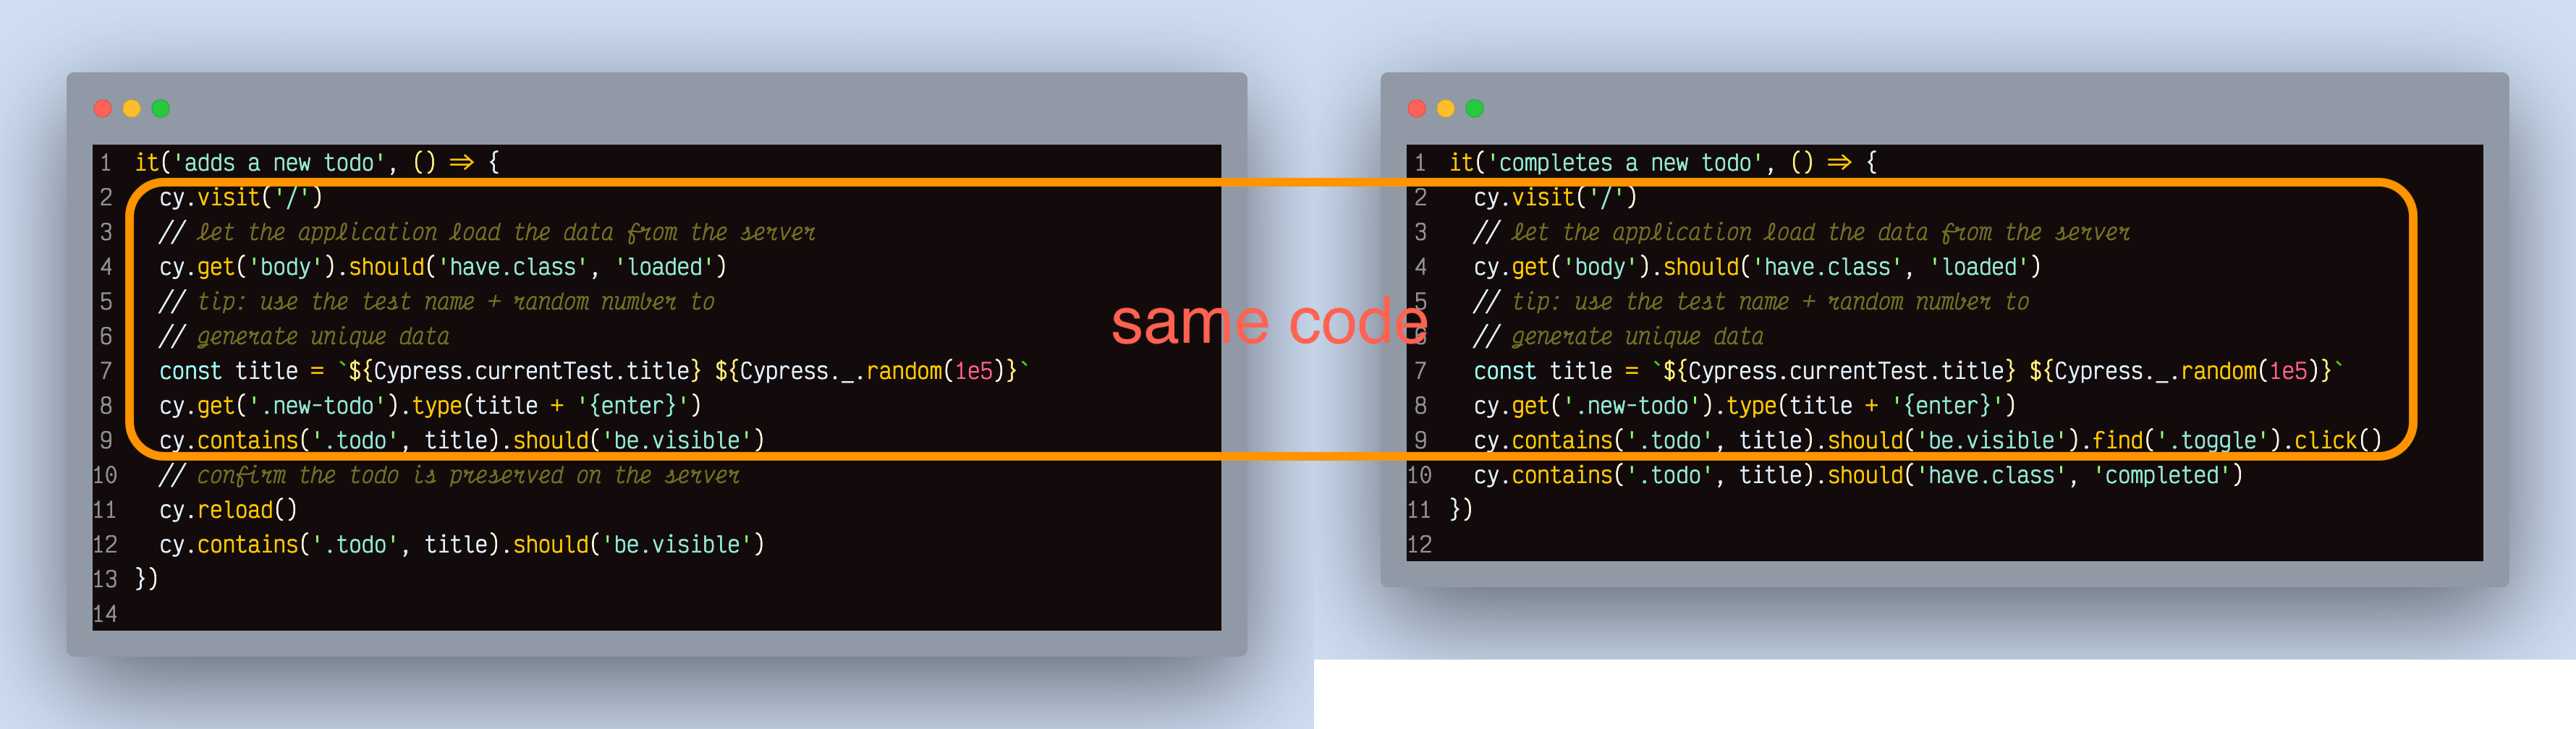 1 it('adds a new todo', () => {
2 cy.visit('/')
3 // let the application load the data from the server
4 cy.get('body').should('have.class', 'loaded')
5 // tip: use the test name + random number to
6 // generate unique data
7 const title = `${Cypress.currentTest.title} ${Cypress._.random(1e5)}`
8 cy.get('.new-todo').type(title + '{enter}')
9 cy.contains('.todo', title).should('be.visible')
10 // confirm the todo is preserved on the server
11 cy.reload()
12 cy.contains('.todo', title).should('be.visible')
13 })
14
same code
1 it('completes a new todo', () => {
2 cy.visit('/')
3 // let the application load the data from the server
4 cy.get('body').should('have.class', 'loaded')
5 // tip: use the test name + random number to
6 // generate unique data
7 const title = `${Cypress.currentTest.title} ${Cypress._.random(1e5)}`
8 cy.get('.new-todo').type(title + '{enter}')
9 cy.contains('.todo', title).should('be.visible').find('.toggle').click()
10 cy.contains('.todo', title).should('have.class', 'completed')
11 })
12